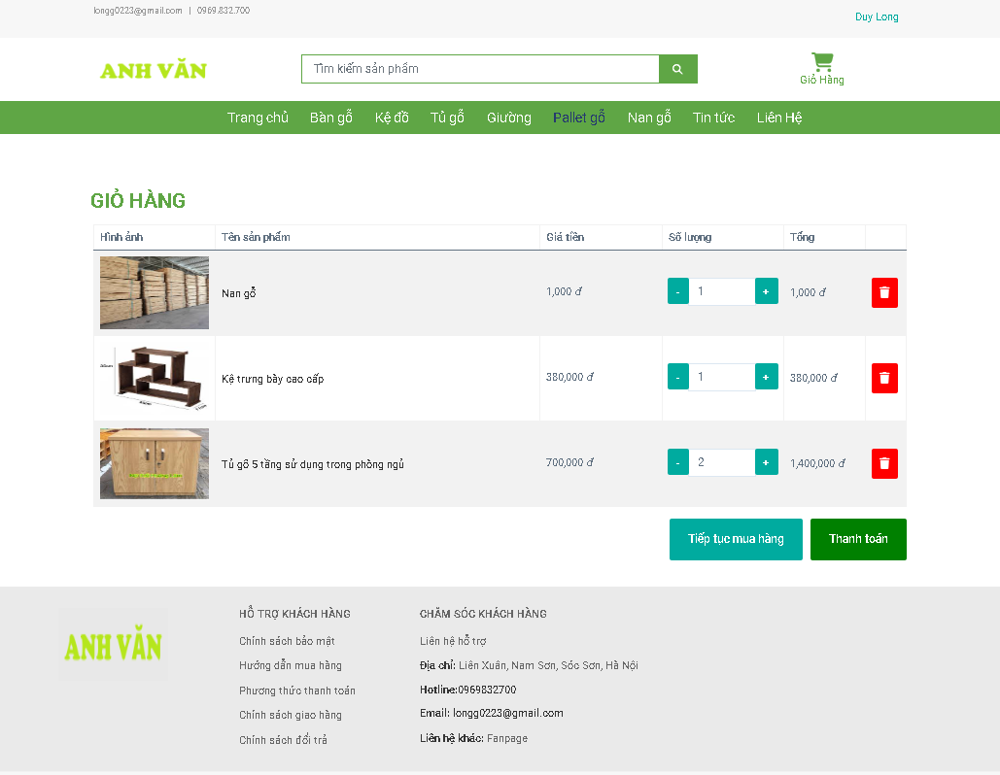 longg0223@gmail.com | 0969.832.700
Duy Long
ANH VĂN
Tìm kiếm sản phẩm
Giỏ Hàng
Trang chủ Bàn gỗ Kệ đồ Tủ gỗ Giường Pallet gỗ Nan gỗ Tin tức Liên Hệ
GIỎ HÀNG
Hình ảnh Tên sản phẩm Giá tiền Số lượng Tổng
Nan gỗ 1,000 đ - 1 + 1,000 đ
Kệ trưng bày cao cấp 380,000 đ - 1 + 380,000 đ
Tủ gỗ 5 tầng sử dụng trong phòng ngủ 700,000 đ - 2 + 1,400,000 đ
Tiếp tục mua hàng Thanh toán
ANH VĂN
HỖ TRỢ KHÁCH HÀNG
Chính sách bảo mật
Hướng dẫn mua hàng
Phương thức thanh toán
Chính sách giao hàng
Chính sách đổi trả
CHĂM SÓC KHÁCH HÀNG
Liên hệ hỗ trợ
Địa chỉ: Liên Xuân, Nam Sơn, Sóc Sơn, Hà Nội
Hotline:0969832700
Email: longg0223@gmail.com
Liên hệ khác: Fanpage